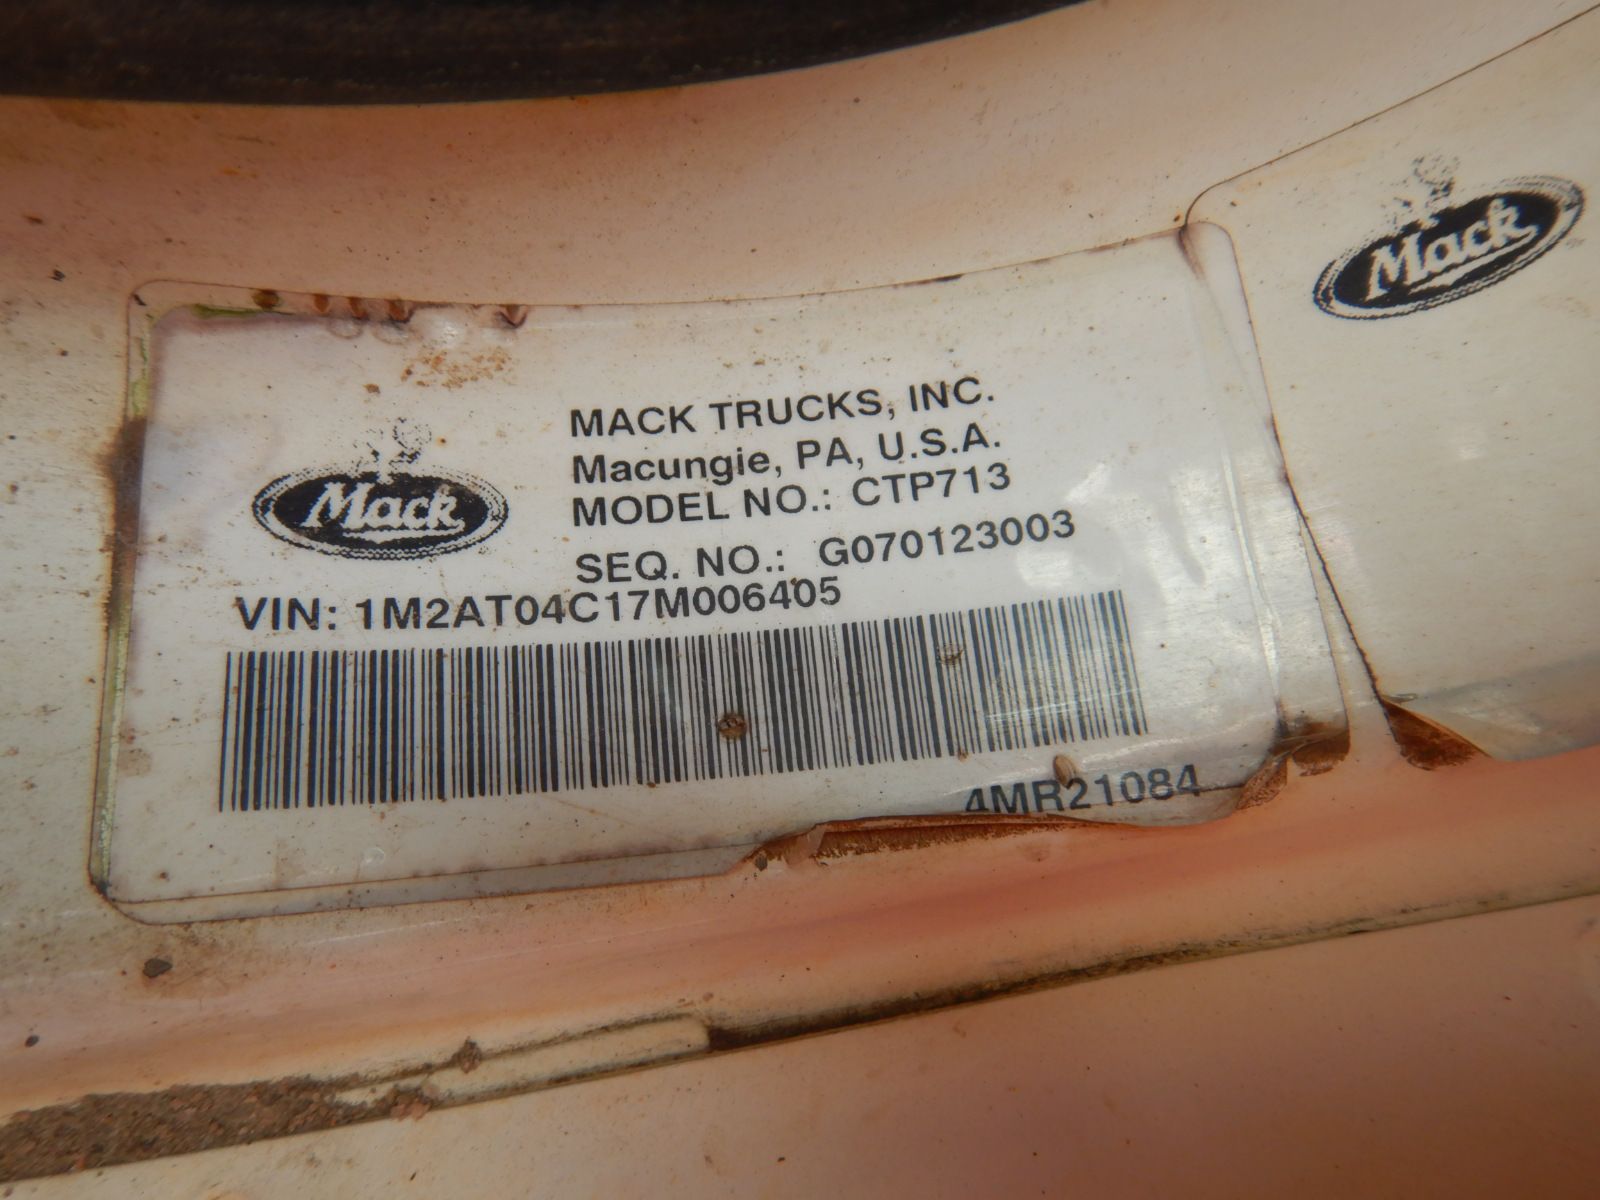 Mack
MACK TRUCKS, INC.
Macungie, PA, U.S.A.
MODEL NO.: CTP713
SEQ. NO.: G070123003
VIN: 1M2AT04C17M006405
4MR21084
Mack